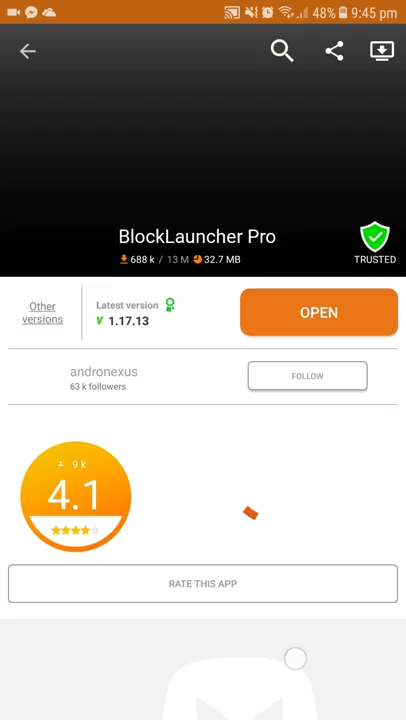 48% 9:45 pm
BlockLauncher Pro
688 k / 13 M 32.7 MB
TRUSTED
Other
versions
Latest version
1.17.13
OPEN
andronexus
63 k followers
FOLLOW
9 k
4.1
RATE THIS APP